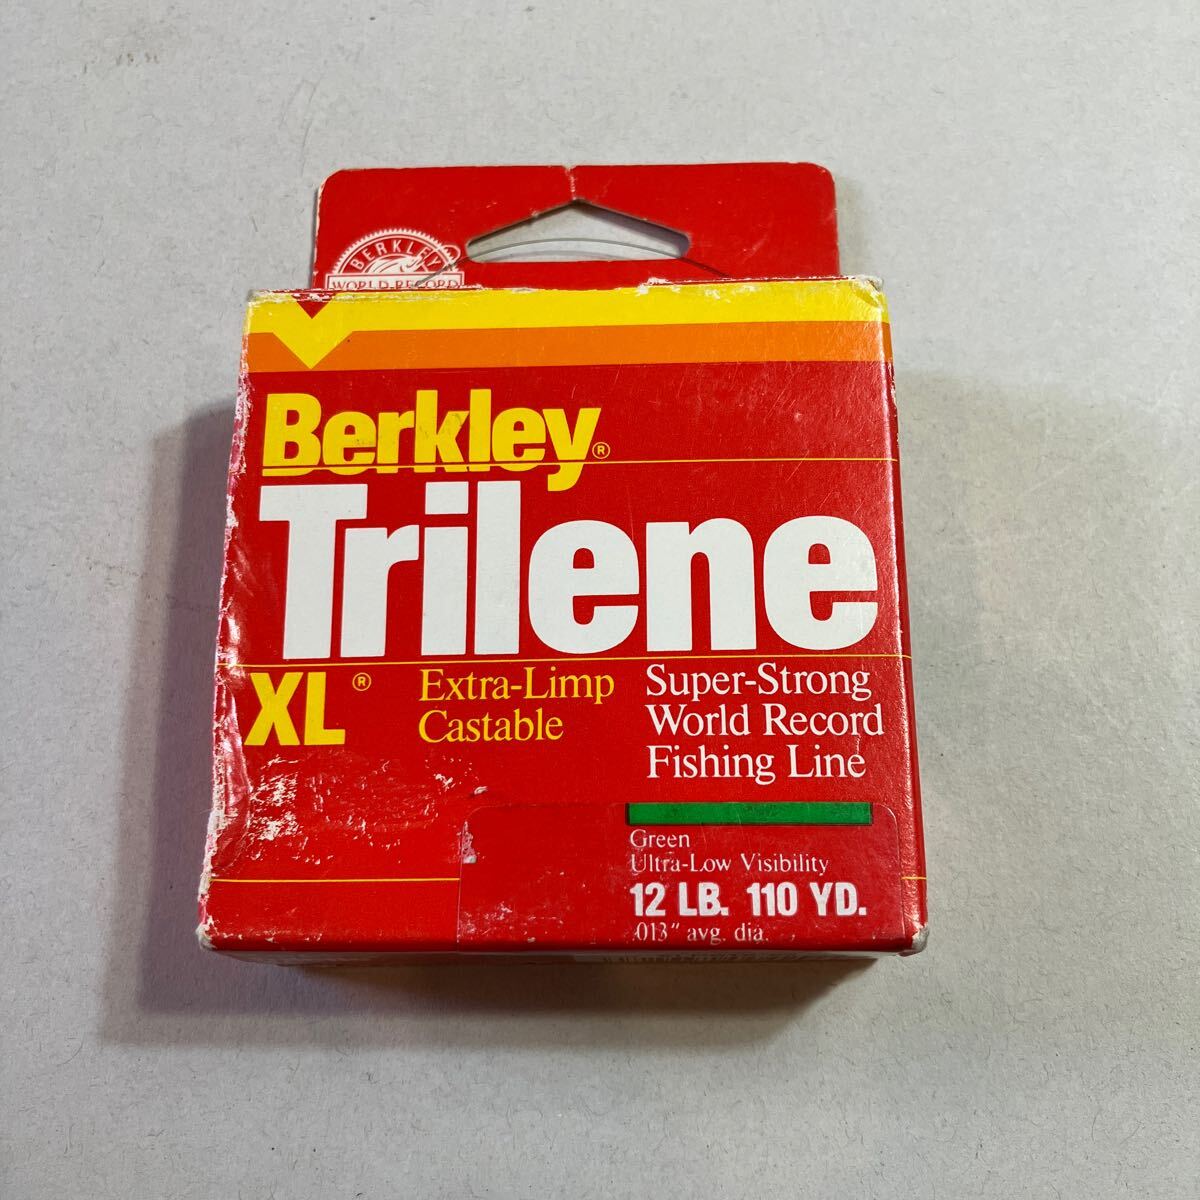 BERKLEY
WORLD RECORD
Berkley®
Trilene
XL®
Extra-Limp
Castable
Super-Strong
World Record
Fishing Line
Green
Ultra-Low Visibility
12 LB. 110 YD.
.013" avg. dia.